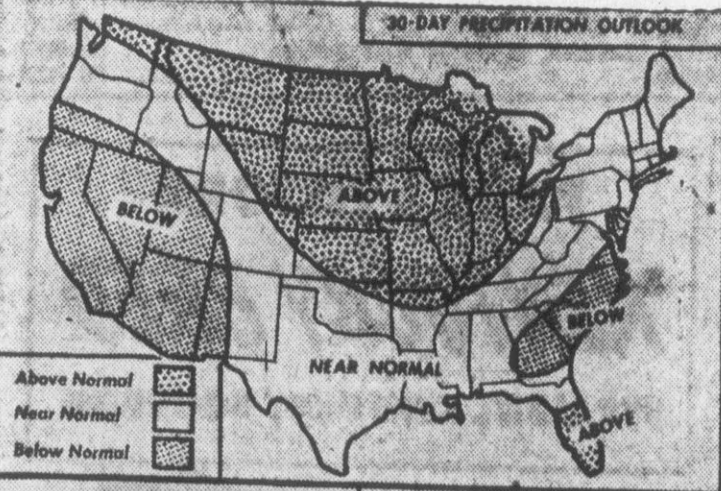 30-DAY PRECIPITATION OUTLOOK
ABOVE
BELOW
BELOW
NEAR NORMAL
ABOVE
Above Normal
Near Normal
Below Normal